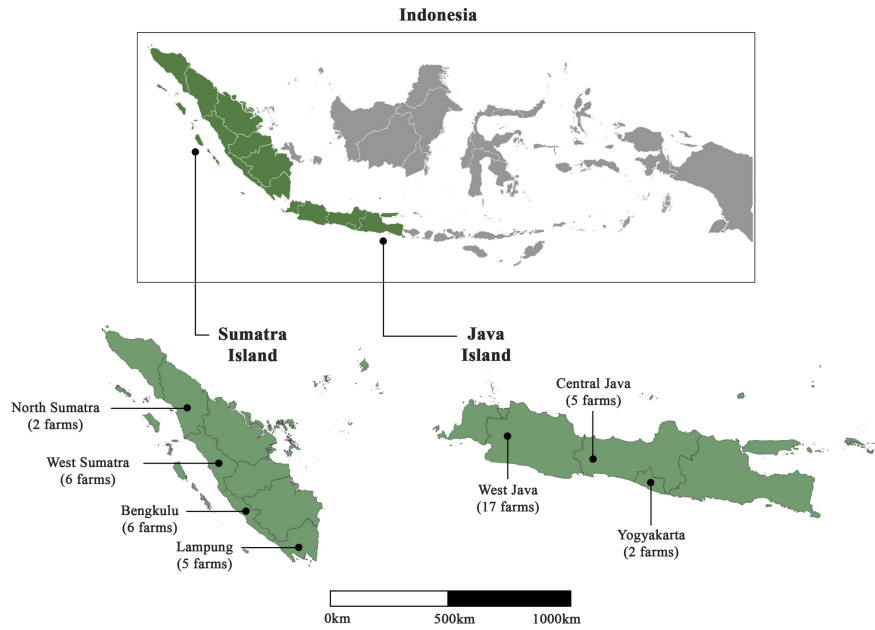 Indonesia
Sumatra
Island
Java
Island
North Sumatra
(2 farms)
West Sumatra
(6 farms)
Bengkulu
(6 farms)
Lampung
(5 farms)
Central Java
(5 farms)
West Java
(17 farms)
Yogyakarta
(2 farms)
0km
500km
1000km